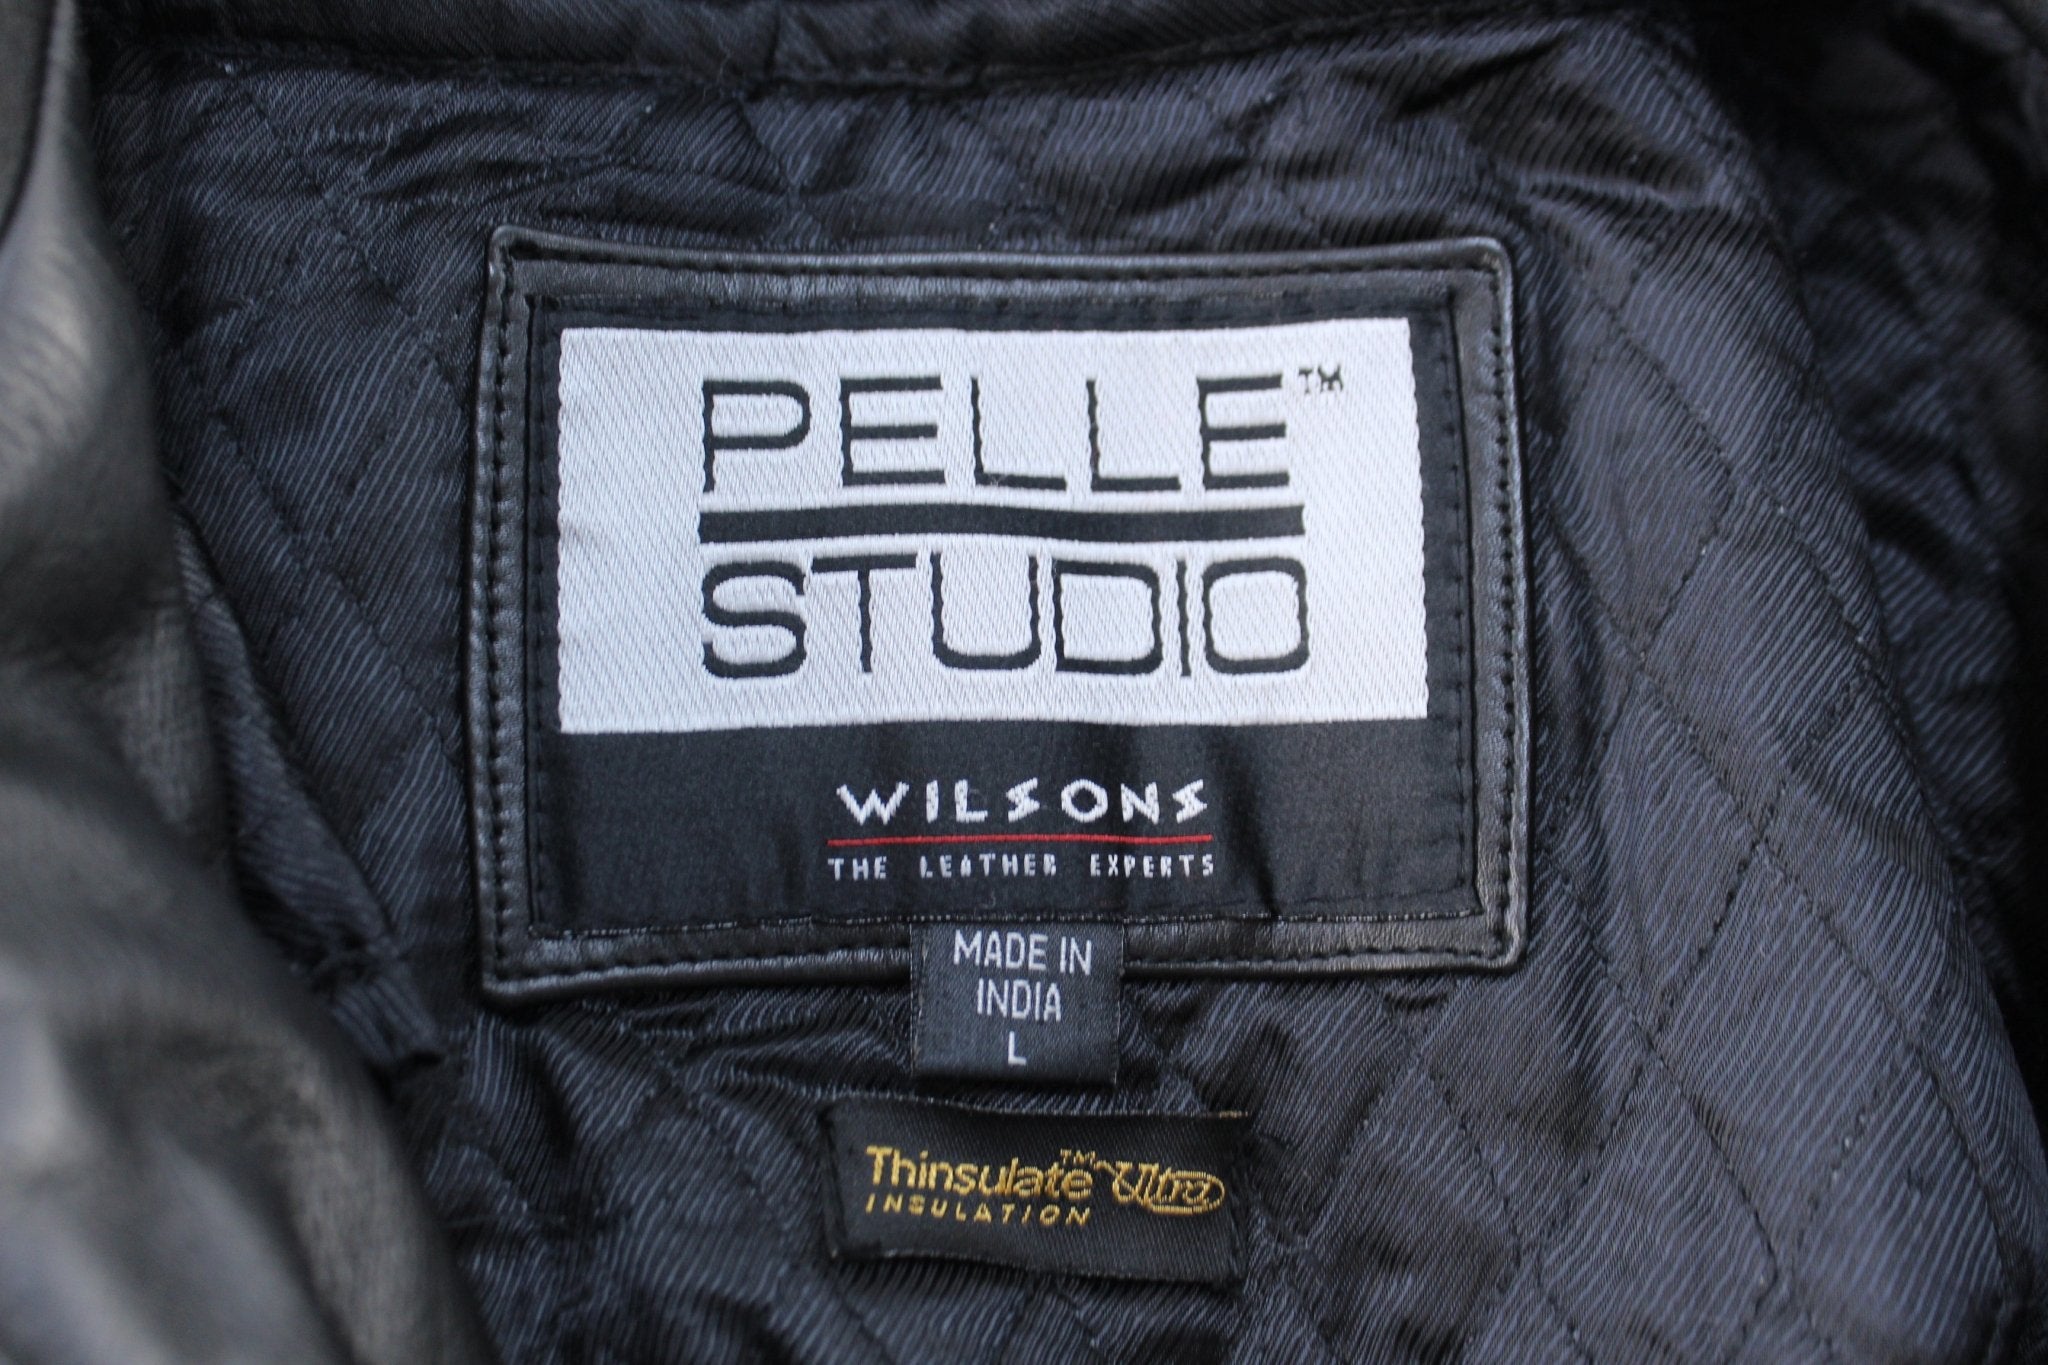 PELLE™
STUDIO
WILSONS
THE LEATHER EXPERTS
MADE IN
INDIA
L
Thinsulate™ Ultra
INSULATION